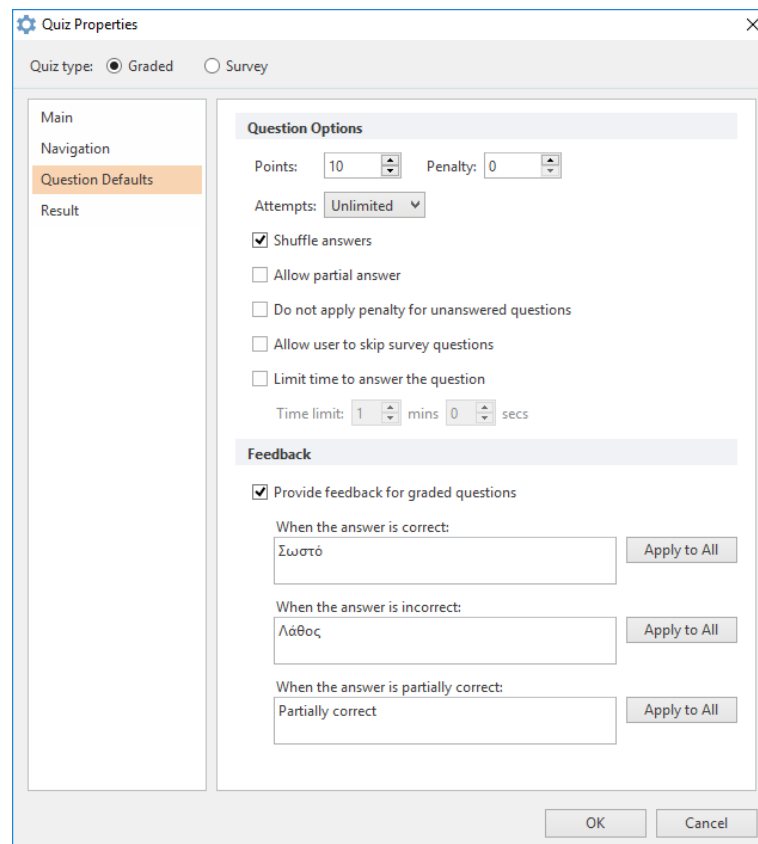 Quiz Properties
Quiz type: Graded Survey
Main
Navigation
Question Defaults
Result
Question Options
Points: 10 Penalty: 0
Attempts: Unlimited
Shuffle answers
Allow partial answer
Do not apply penalty for unanswered questions
Allow user to skip survey questions
Limit time to answer the question
Time limit: 1 mins 0 secs
Feedback
Provide feedback for graded questions
When the answer is correct:
Σωστό
Apply to All
When the answer is incorrect:
Λάθος
Apply to All
When the answer is partially correct:
Partially correct
Apply to All
OK Cancel